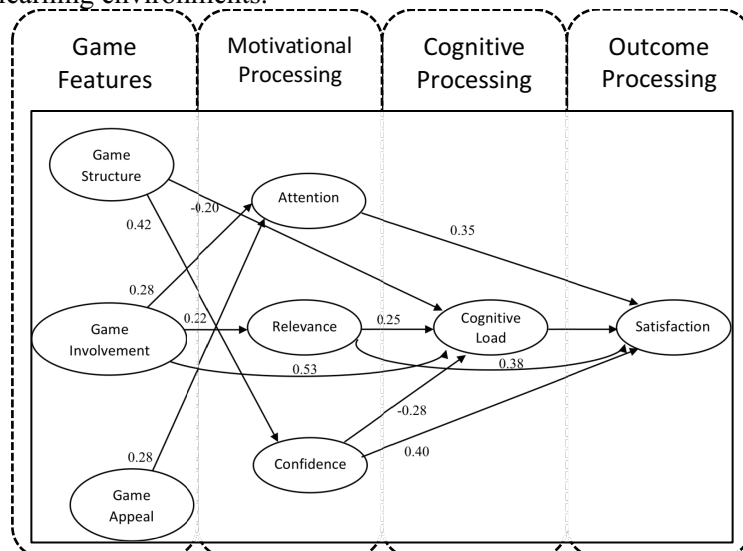 learning environments.
Game
Features
Motivational
Processing
Cognitive
Processing
Outcome
Processing
Game
Structure
Attention
-0.20
0.42
0.35
0.28
0.22
Game
Involvement
Relevance
0.25
Cognitive
Load
Satisfaction
0.53
0.38
-0.28
0.40
0.28
Confidence
Game
Appeal